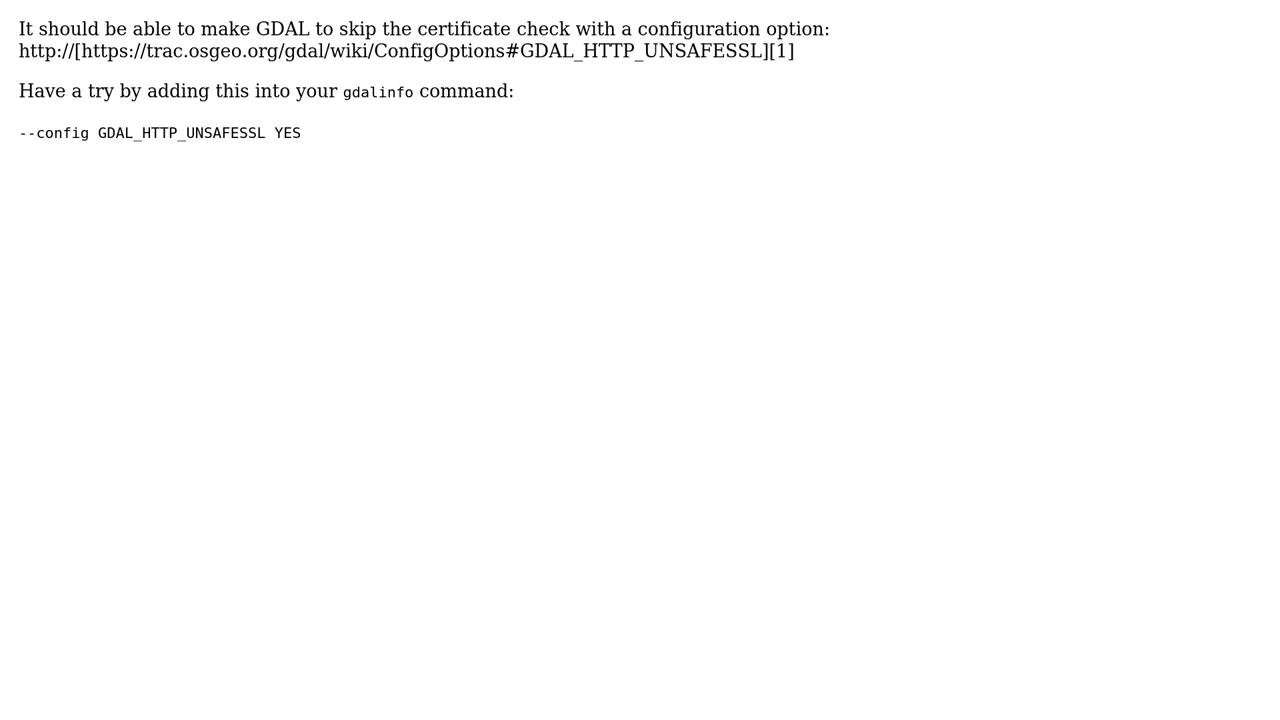 It should be able to make GDAL to skip the certificate check with a configuration option:
http://[https://trac.osgeo.org/gdal/wiki/ConfigOptions#GDAL_HTTP_UNSAFESSL][1]
Have a try by adding this into your gdalinfo command:
--config GDAL_HTTP_UNSAFESSL YES